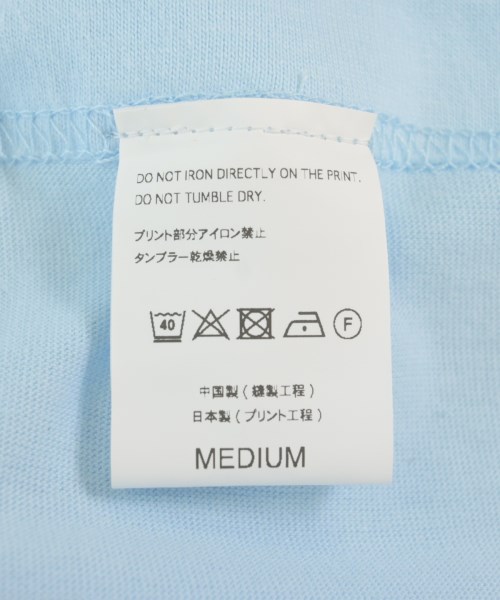 DO NOT IRON DIRECTLY ON THE PRINT.
DO NOT TUMBLE DRY.
プリント部分アイロン禁止
タンブラー乾燥禁止
40 F
中国製 ( 縫製工程 )
日本製 ( プリント工程 )
MEDIUM